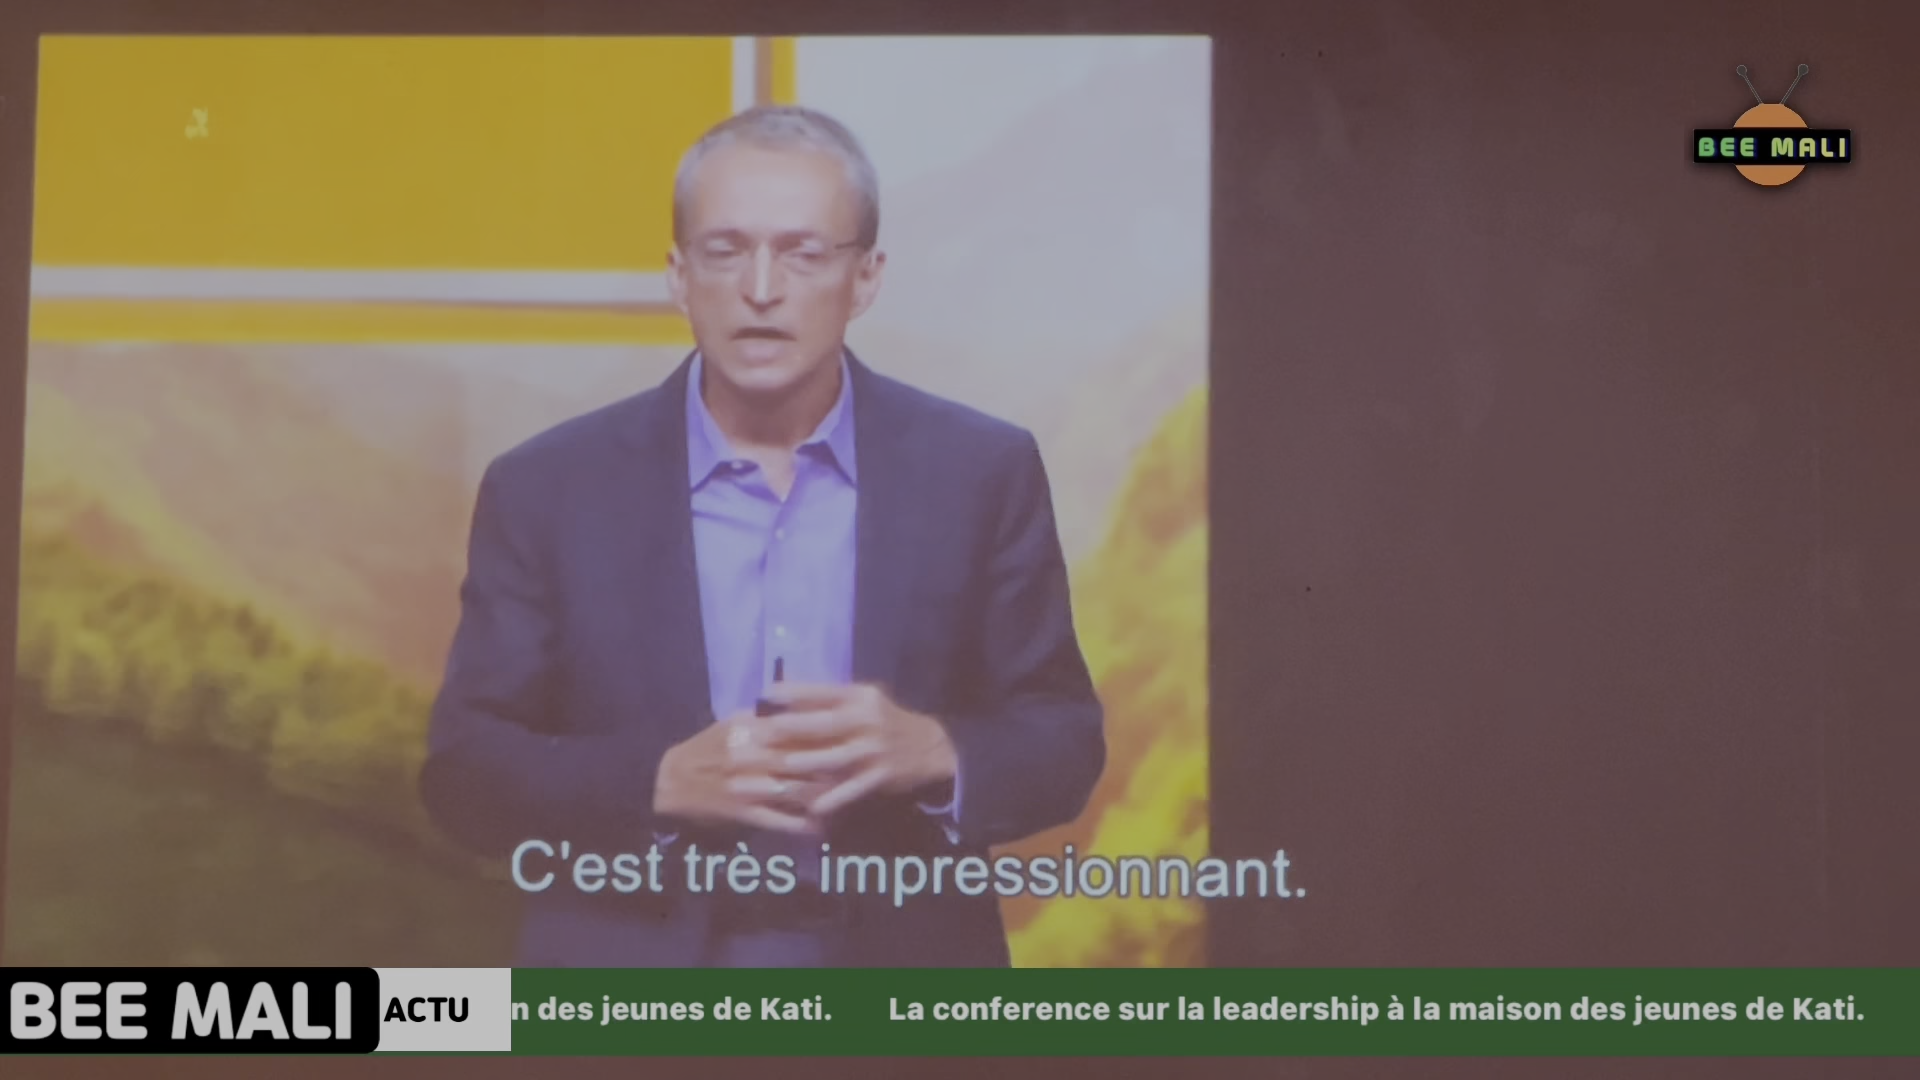 BEE MALI
C'est très impressionnant.
BEE MALI
ACTU
n des jeunes de Kati. La conference sur la leadership à la maison des jeunes de Kati.